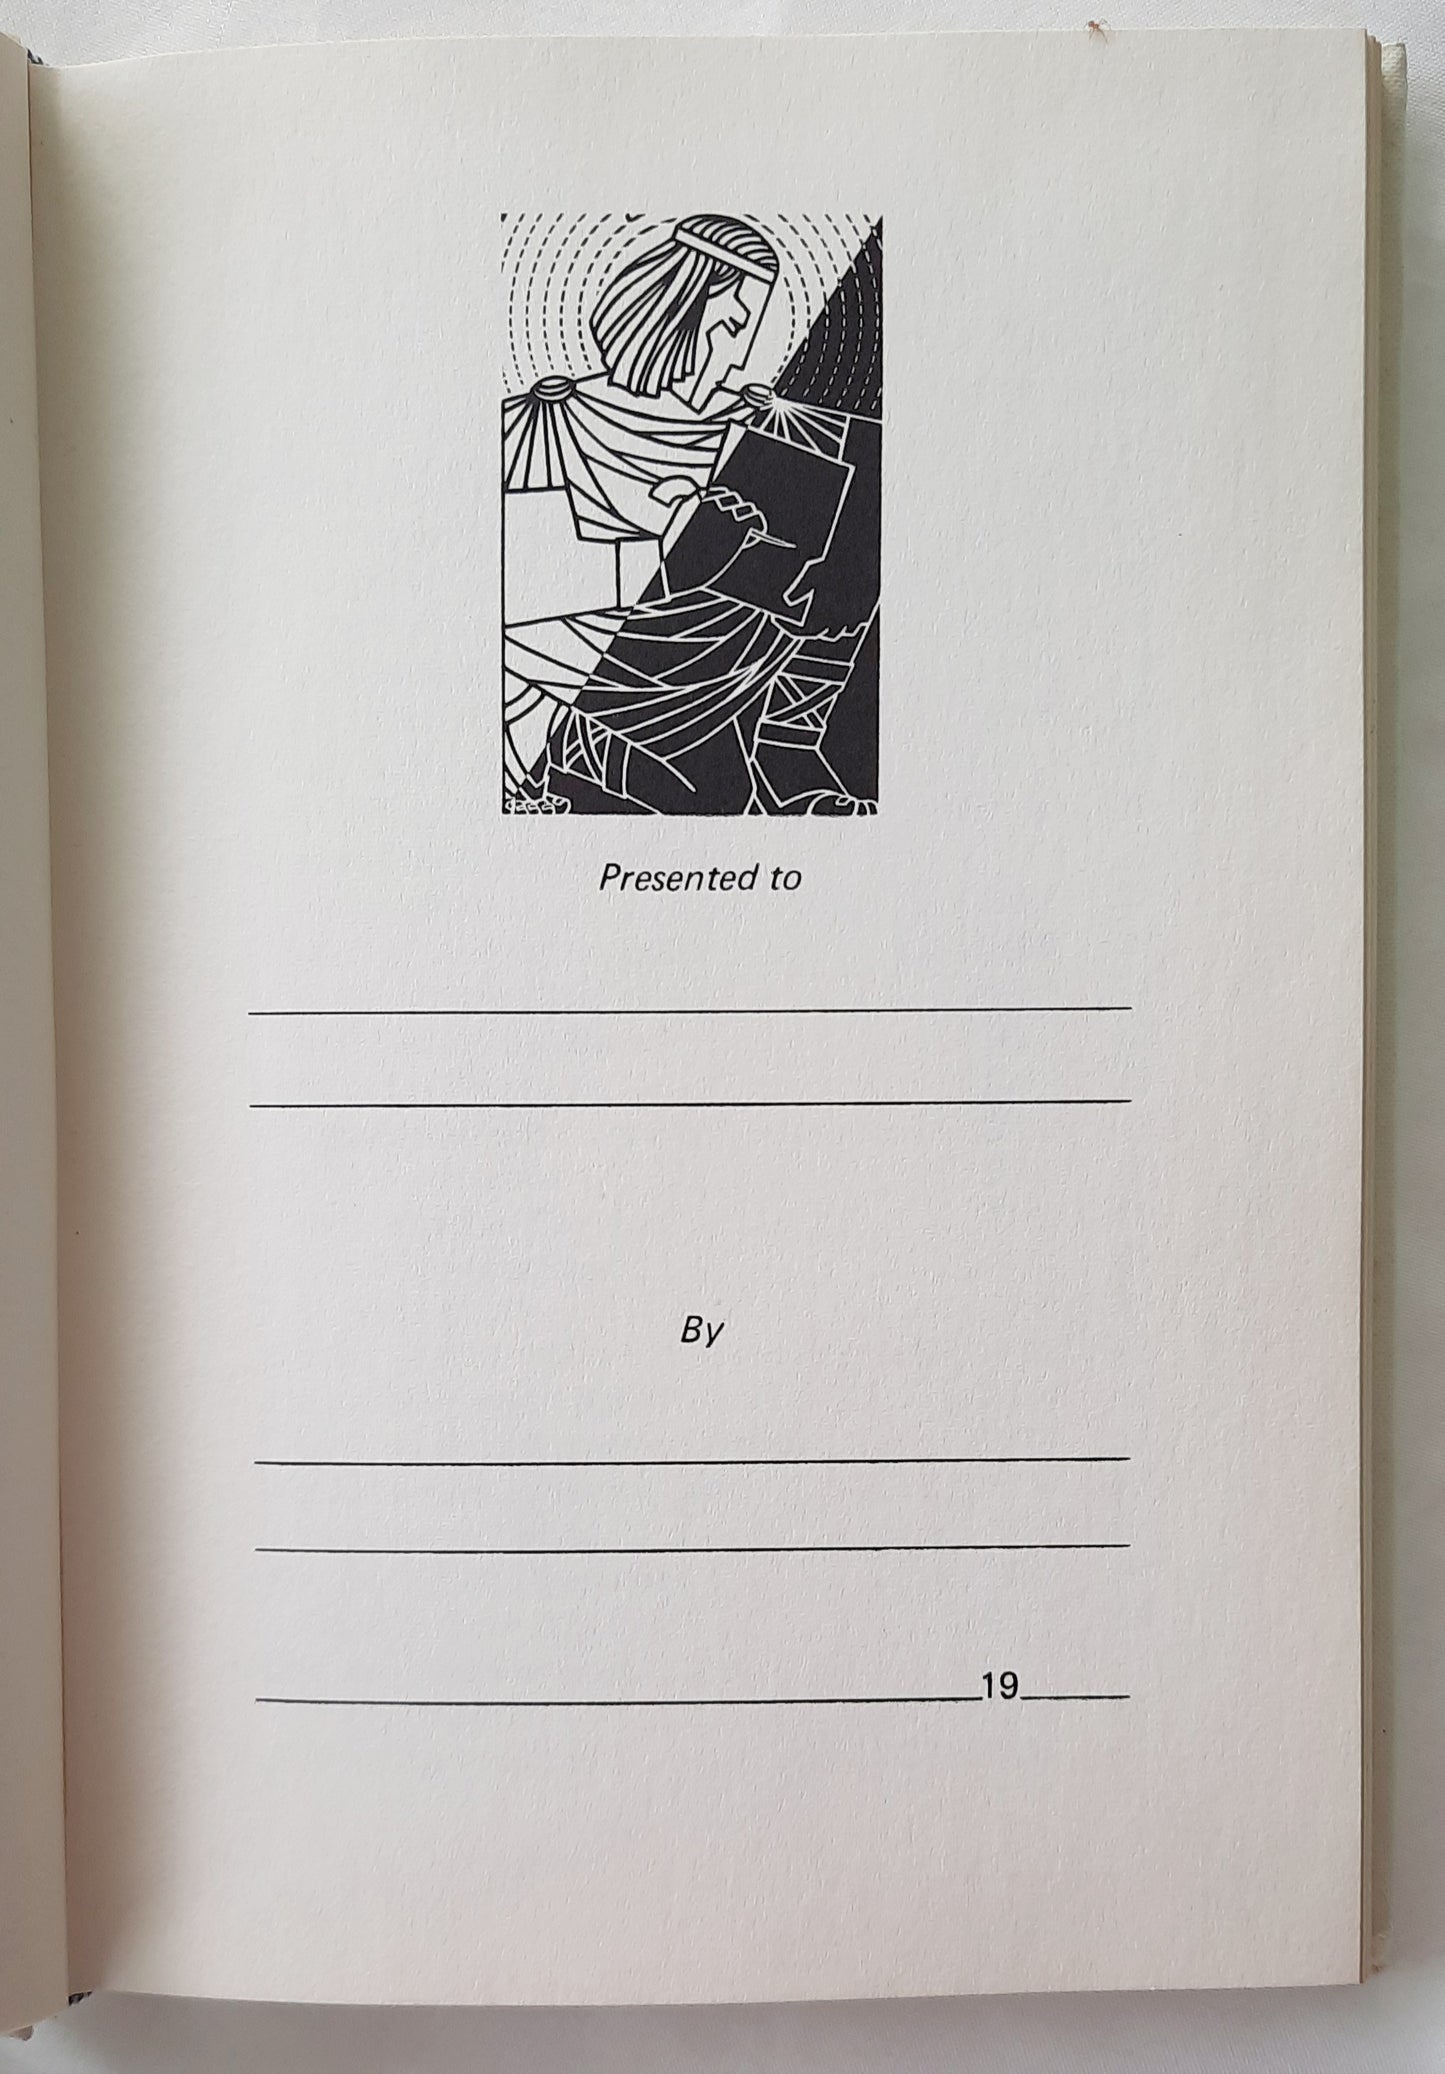 Presented to
By
19